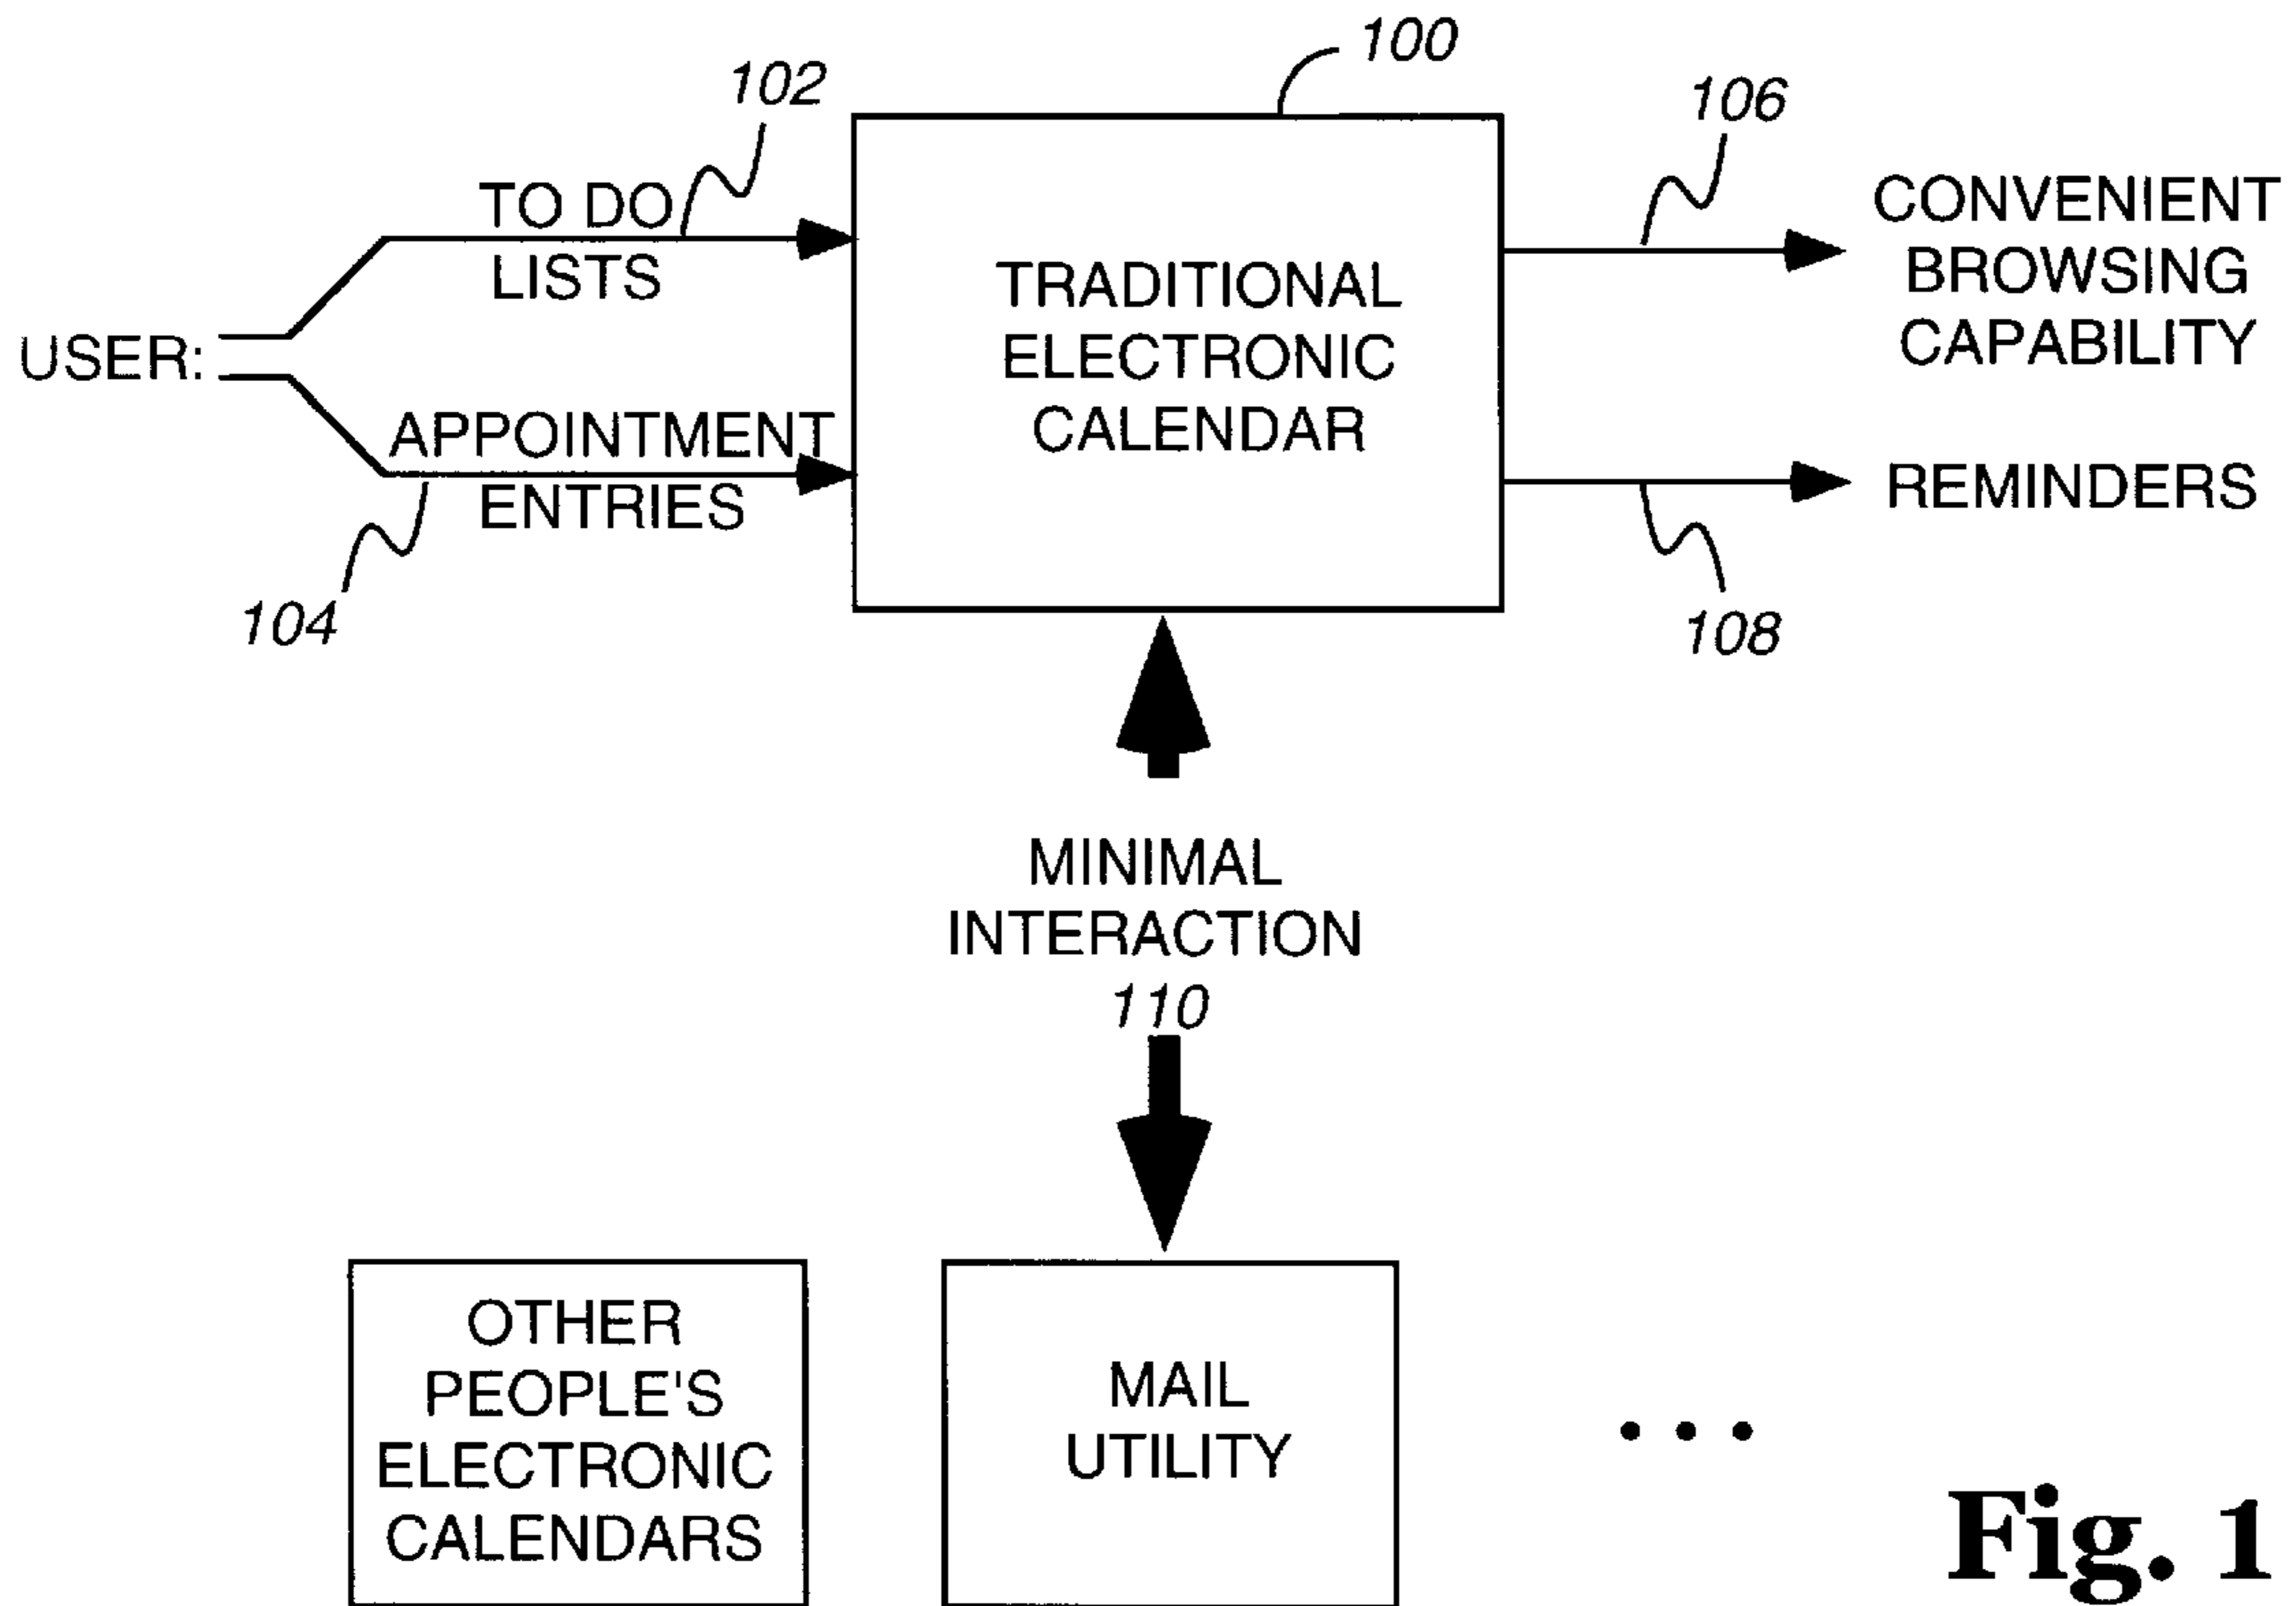 100
102
106
TO DO
LISTS
USER:
APPOINTMENT
ENTRIES
104
TRADITIONAL
ELECTRONIC
CALENDAR
CONVENIENT
BROWSING
CAPABILITY
REMINDERS
108
MINIMAL
INTERACTION
110
OTHER
PEOPLE'S
ELECTRONIC
CALENDARS
MAIL
UTILITY
...
Fig. 1